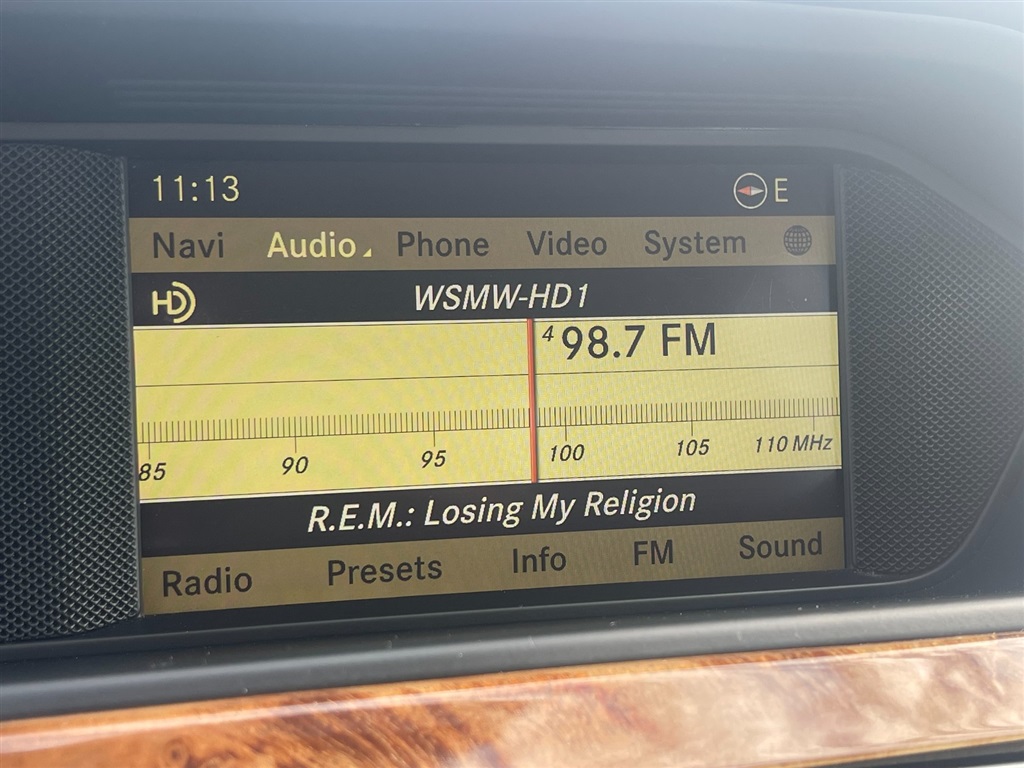 11:13 E
Navi Audio Phone Video System
HD WSMW-HD1
4 98.7 FM
85 90 95 100 105 110 MHz
R.E.M.: Losing My Religion
Radio Presets Info FM Sound